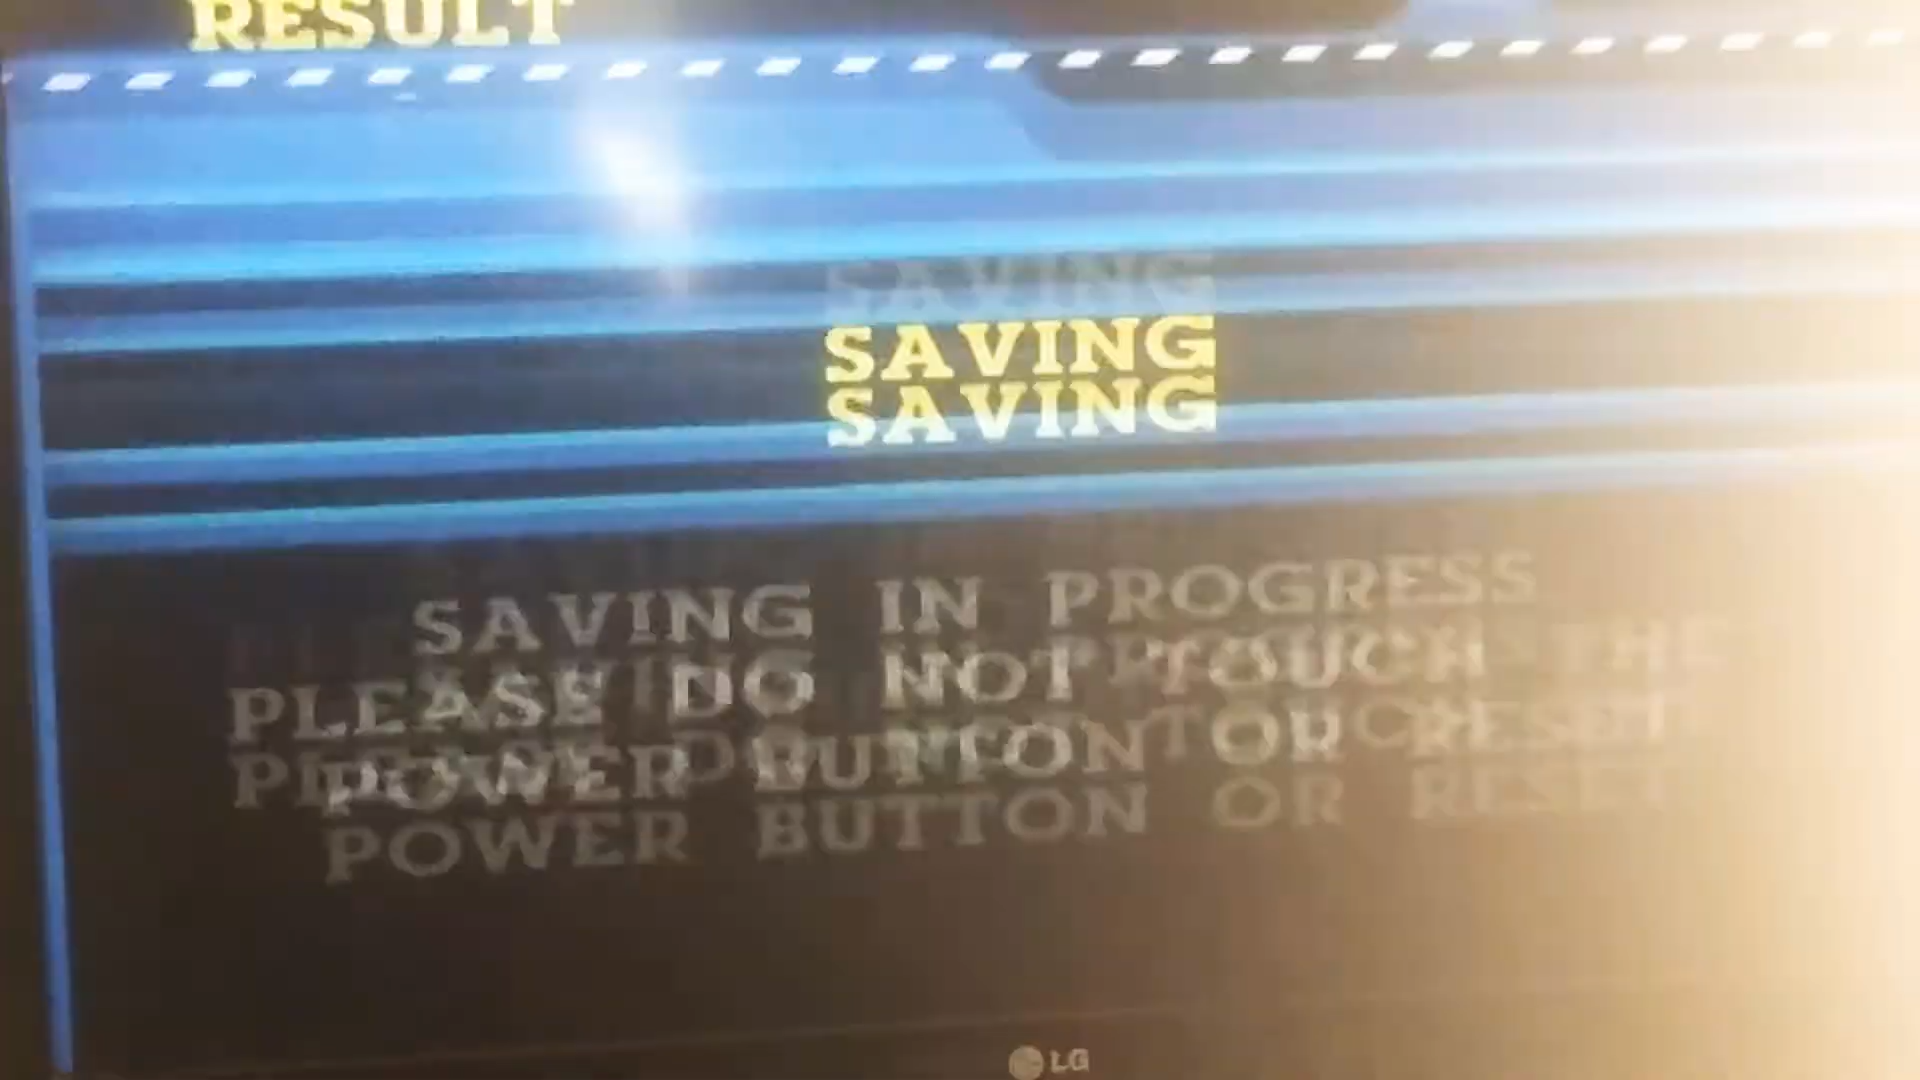 RESULT
SAVING
SAVING
SAVING
SAVING IN PROGRESS
PLEASE DO NOT TOUCH THE
POWER BUTTON OR RESET
POWER BUTTON OR RESET
LG